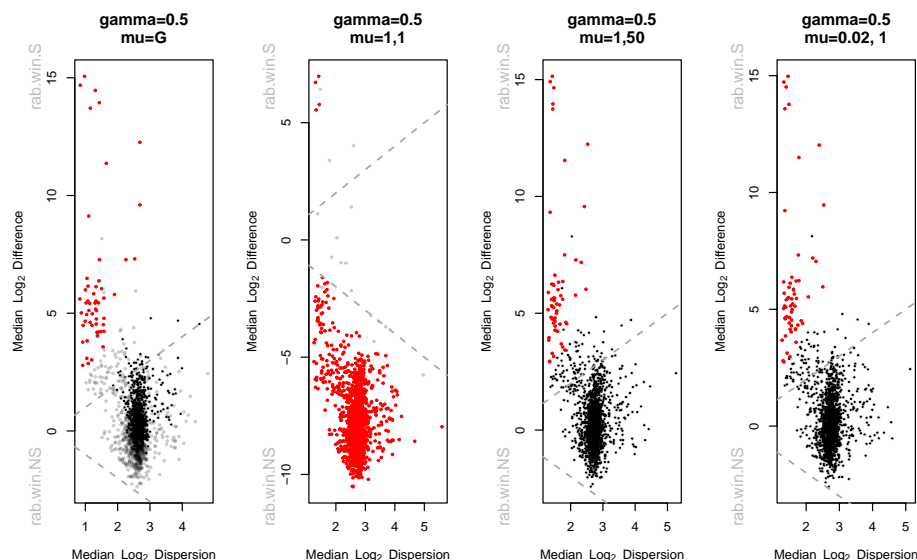 gamma=0.5
mu=G
rab.win.S
rab.win.NS
Median Log2 Difference
15
10
5
0
1 2 3 4
Median Log2 Dispersion
gamma=0.5
mu=1,1
Median Log2 Difference
5
0
-5
-10
2 3 4 5
Median Log2 Dispersion
rab.win.S
rab.win.NS
gamma=0.5
mu=1,50
Median Log2 Difference
15
10
5
0
2 3 4 5
Median Log2 Dispersion
rab.win.S
rab.win.NS
gamma=0.5
mu=0.02, 1
Median Log2 Difference
15
10
5
0
2 3 4 5
Median Log2 Dispersion
rab.win.S
rab.win.NS